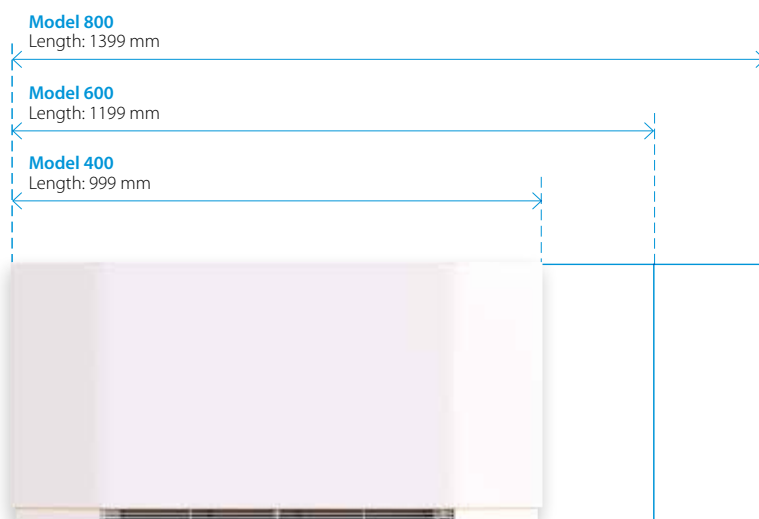 Model 800
Length: 1399 mm
Model 600
Length: 1199 mm
Model 400
Length: 999 mm